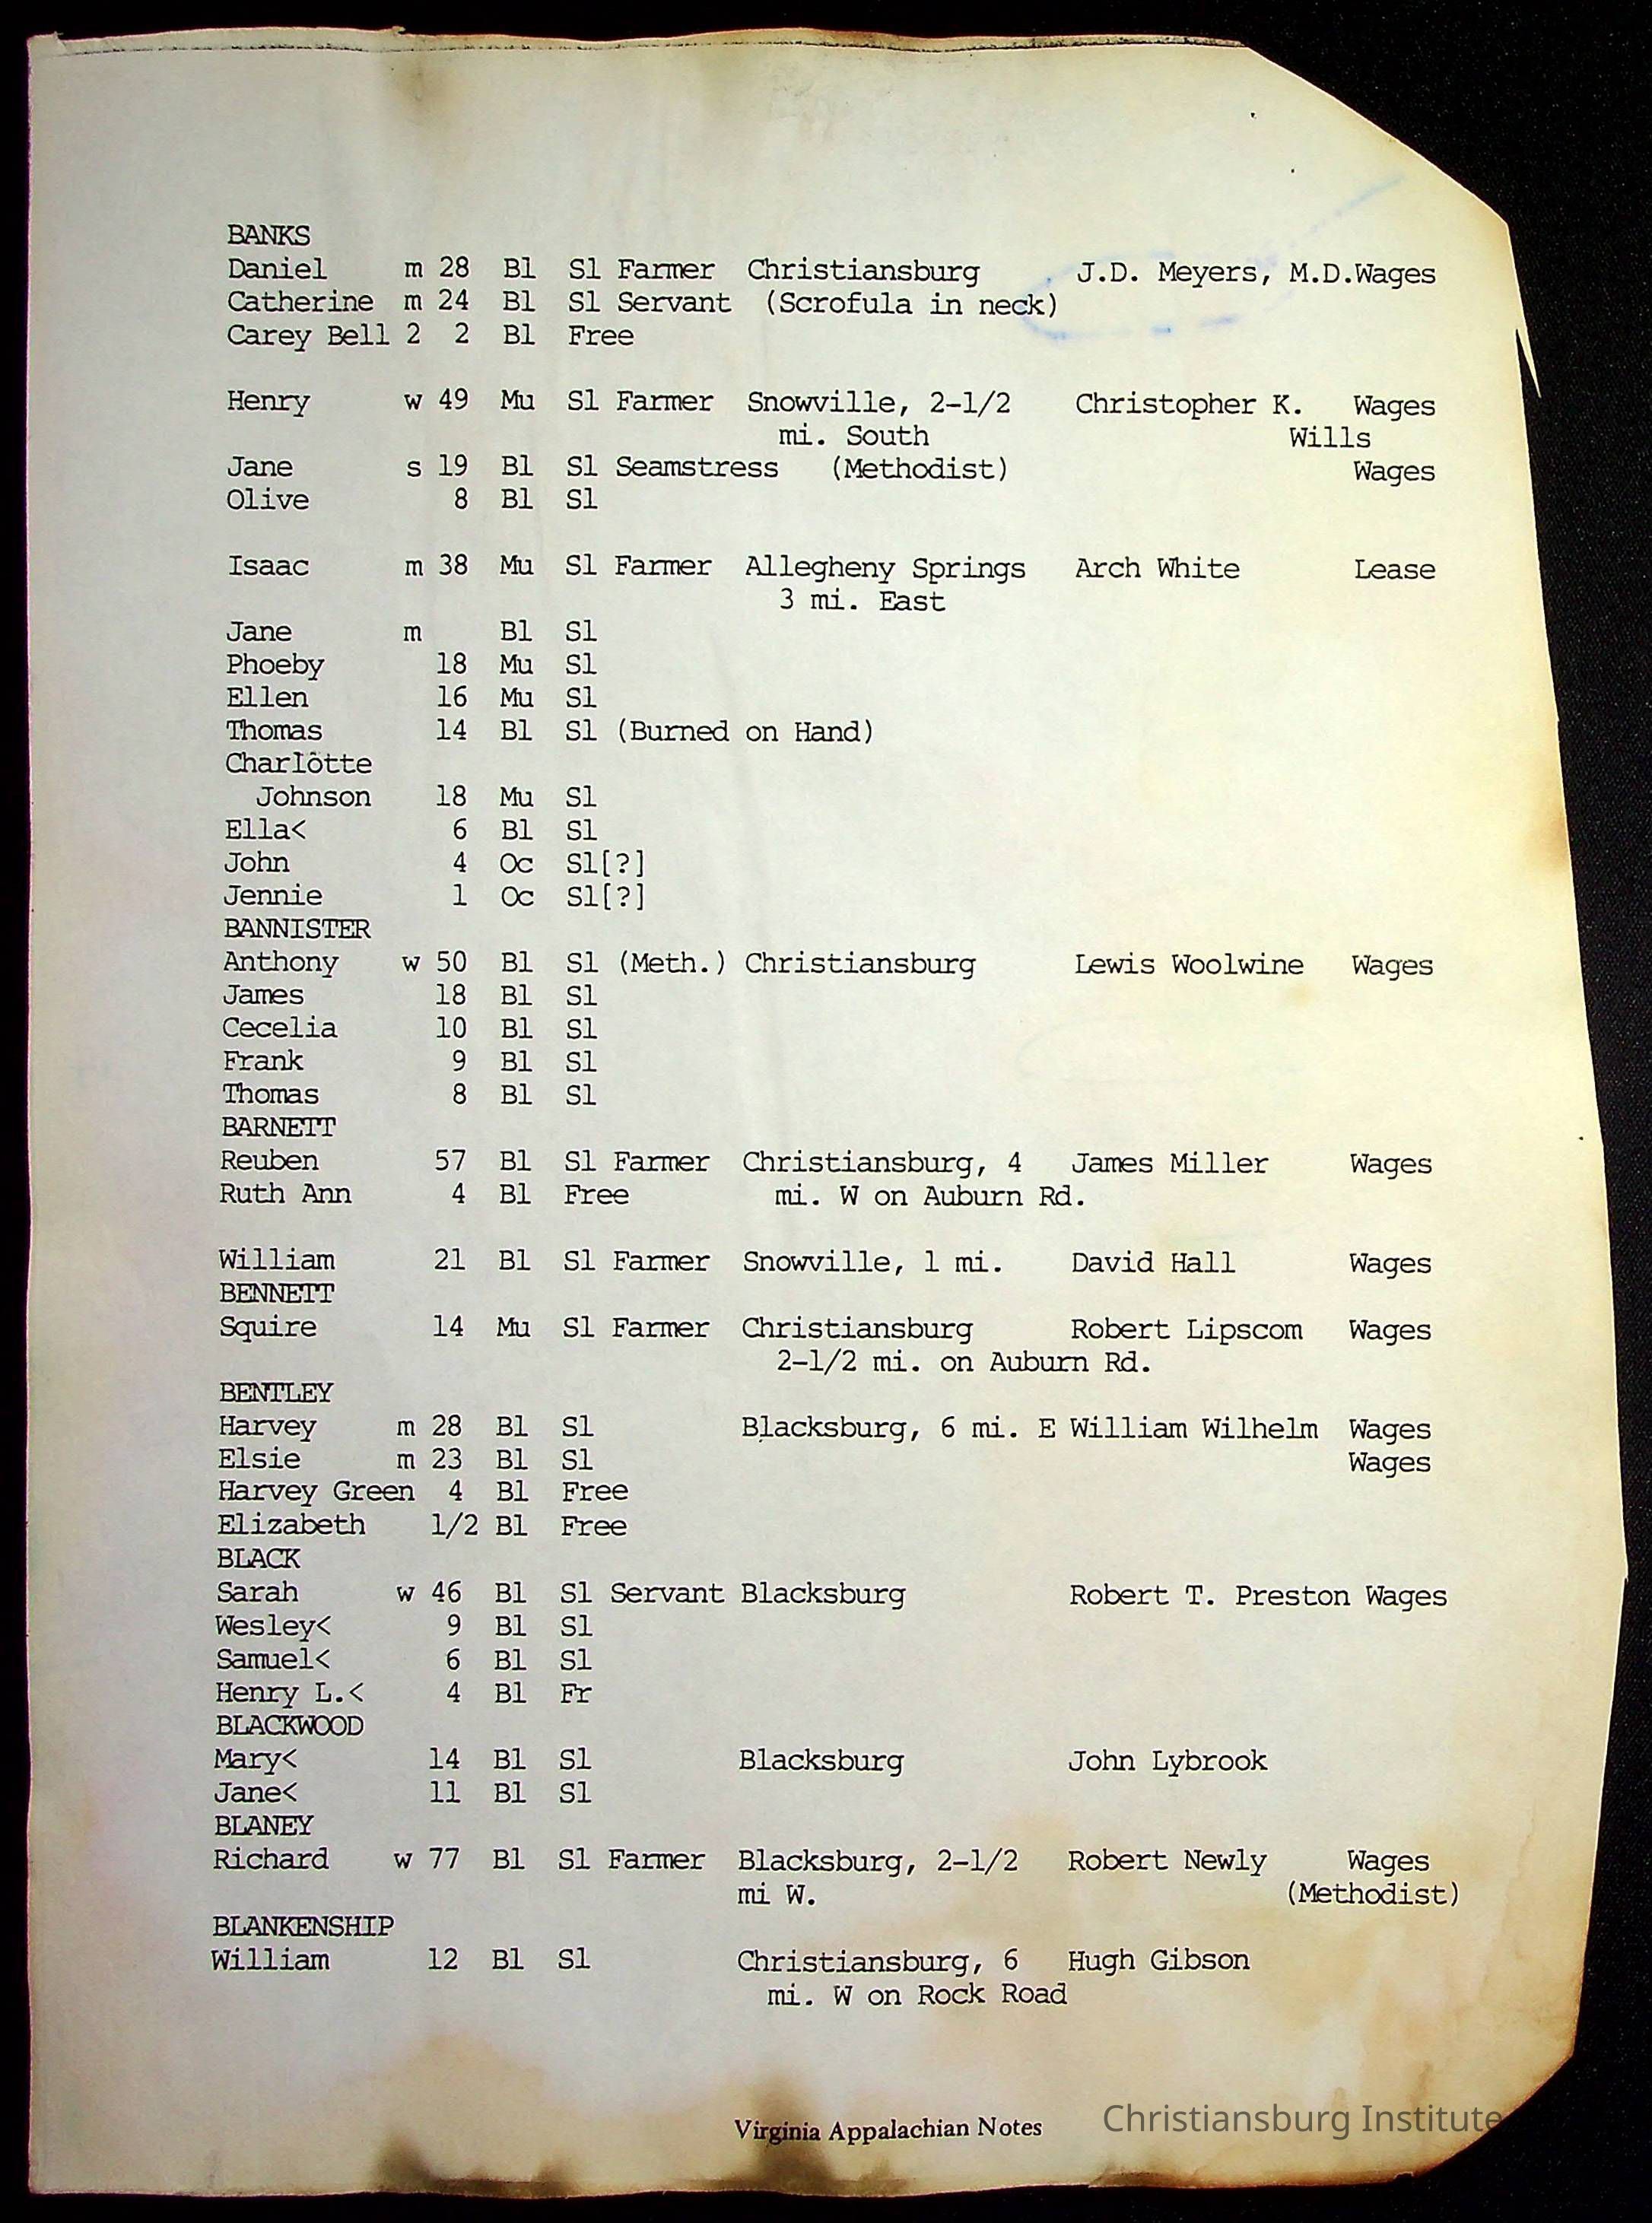 BANKS
Daniel m 28 Bl Sl Farmer Christiansburg J.D. Meyers, M.D.Wages
Catherine m 24 Bl Sl Servant (Scrofula in neck)
Carey Bell 2 2 Bl Free
Henry w 49 Mu Sl Farmer Snowville, 2-1/2 Christopher K. Wages
mi. South Wills
Jane s 19 Bl Sl Seamstress (Methodist) Wages
Olive 8 Bl Sl
Isaac m 38 Mu Sl Farmer Allegheny Springs Arch White Lease
3 mi. East
Jane m Bl Sl
Phoeby 18 Mu Sl
Ellen 16 Mu Sl
Thomas 14 Bl Sl (Burned on Hand)
Charlôtte
Johnson 18 Mu Sl
Ella< 6 Bl Sl
John 4 Oc Sl[?]
Jennie 1 Oc Sl[?]
BANNISTER
Anthony w 50 Bl Sl (Meth.) Christiansburg Lewis Woolwine Wages
James 18 Bl Sl
Cecelia 10 Bl Sl
Frank 9 Bl Sl
Thomas 8 Bl Sl
BARNETT
Reuben 57 Bl Sl Farmer Christiansburg, 4 James Miller Wages
Ruth Ann 4 Bl Free mi. W on Auburn Rd.
William 21 Bl Sl Farmer Snowville, 1 mi. David Hall Wages
BENNETT
Squire 14 Mu Sl Farmer Christiansburg Robert Lipscom Wages
2-1/2 mi. on Auburn Rd.
BENTLEY
Harvey m 28 Bl Sl Blacksburg, 6 mi. E William Wilhelm Wages
Elsie m 23 Bl Sl Wages
Harvey Green 4 Bl Free
Elizabeth 1/2 Bl Free
BLACK
Sarah w 46 Bl Sl Servant Blacksburg Robert T. Preston Wages
Wesley< 9 Bl Sl
Samuel< 6 Bl Sl
Henry L.< 4 Bl Fr
BLACKWOOD
Mary< 14 Bl Sl Blacksburg John Lybrook
Jane< 11 Bl Sl
BLANEY
Richard w 77 Bl Sl Farmer Blacksburg, 2-1/2 Robert Newly Wages
mi W. (Methodist)
BLANKENSHIP
William 12 Bl Sl Christiansburg, 6 Hugh Gibson
mi. W on Rock Road
Virginia Appalachian Notes
Christiansburg Institute